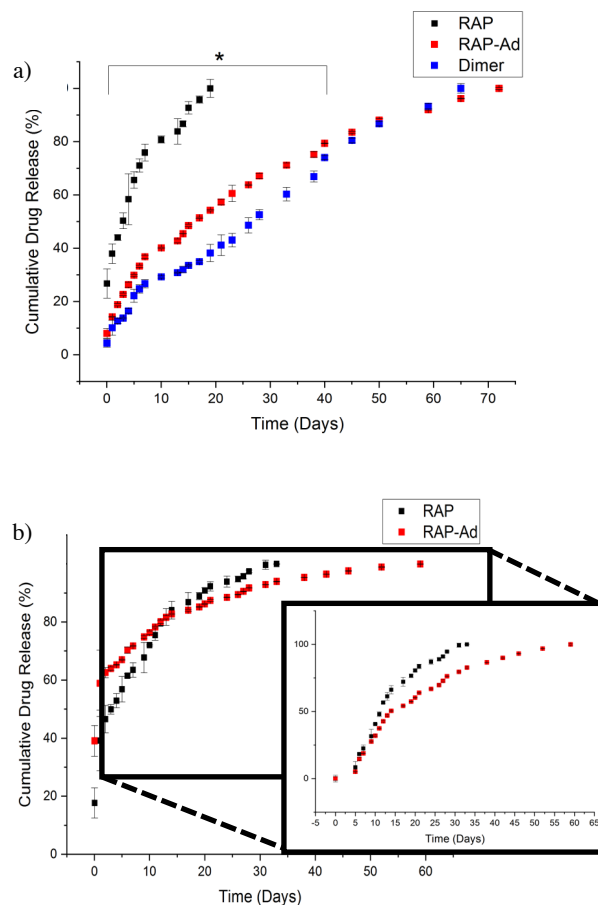 a)
RAP
RAP-Ad
Dimer
*
Cumulative Drug Release (%)
80
60
40
20
0
0 10 20 30 40 50 60 70
Time (Days)
b)
RAP
RAP-Ad
Cumulative Drug Release (%)
80
60
40
20
0
0 10 20 30 40 50 60
Time (Days)
RAP
RAP-Ad
100
50
0
-5 0 5 10 15 20 25 30 35 40 45 50 55 60 65
Time (Days)